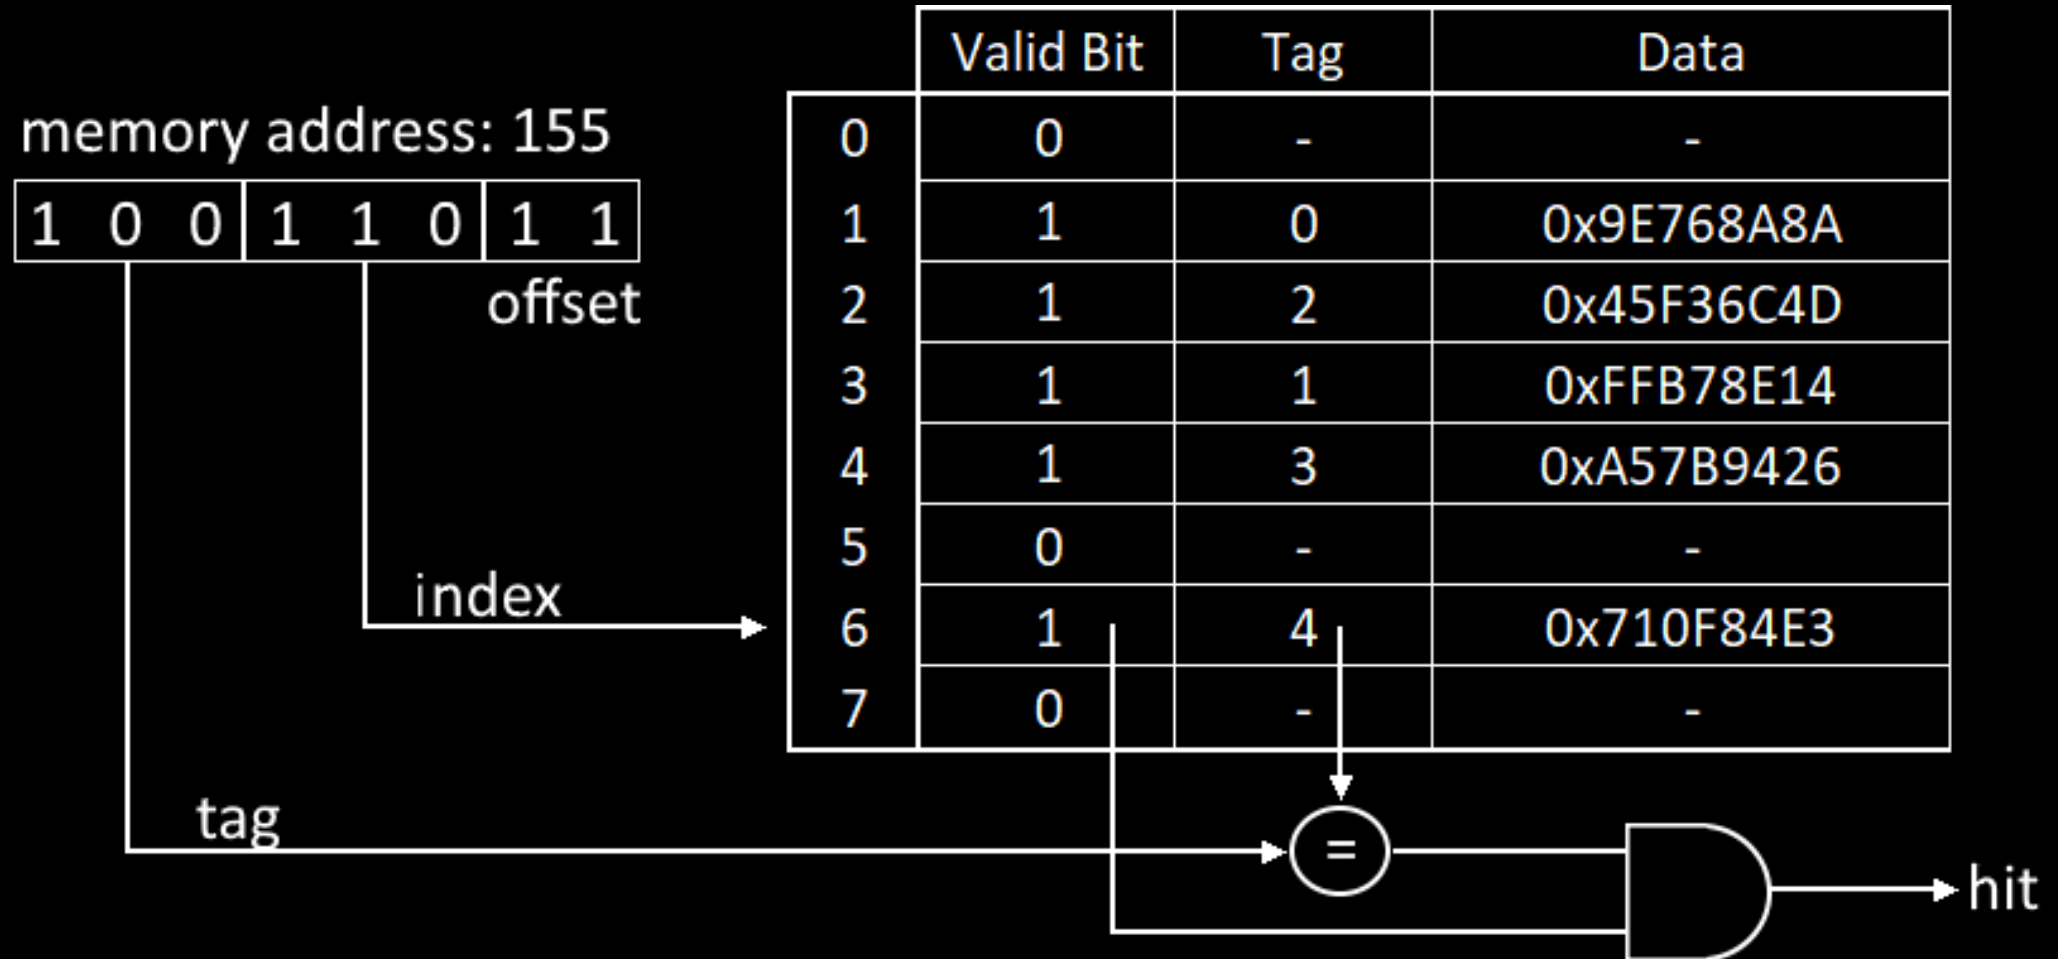 Valid Bit Tag Data
memory address: 155
0 0 - -
1 0 0 1 1 0 1 1
1 1 0 0x9E768A8A
offset
2 1 2 0x45F36C4D
3 1 1 0xFFB78E14
4 1 3 0xA57B9426
5 0 - -
index
6 1 4 0x710F84E3
7 0 - -
tag
=
hit